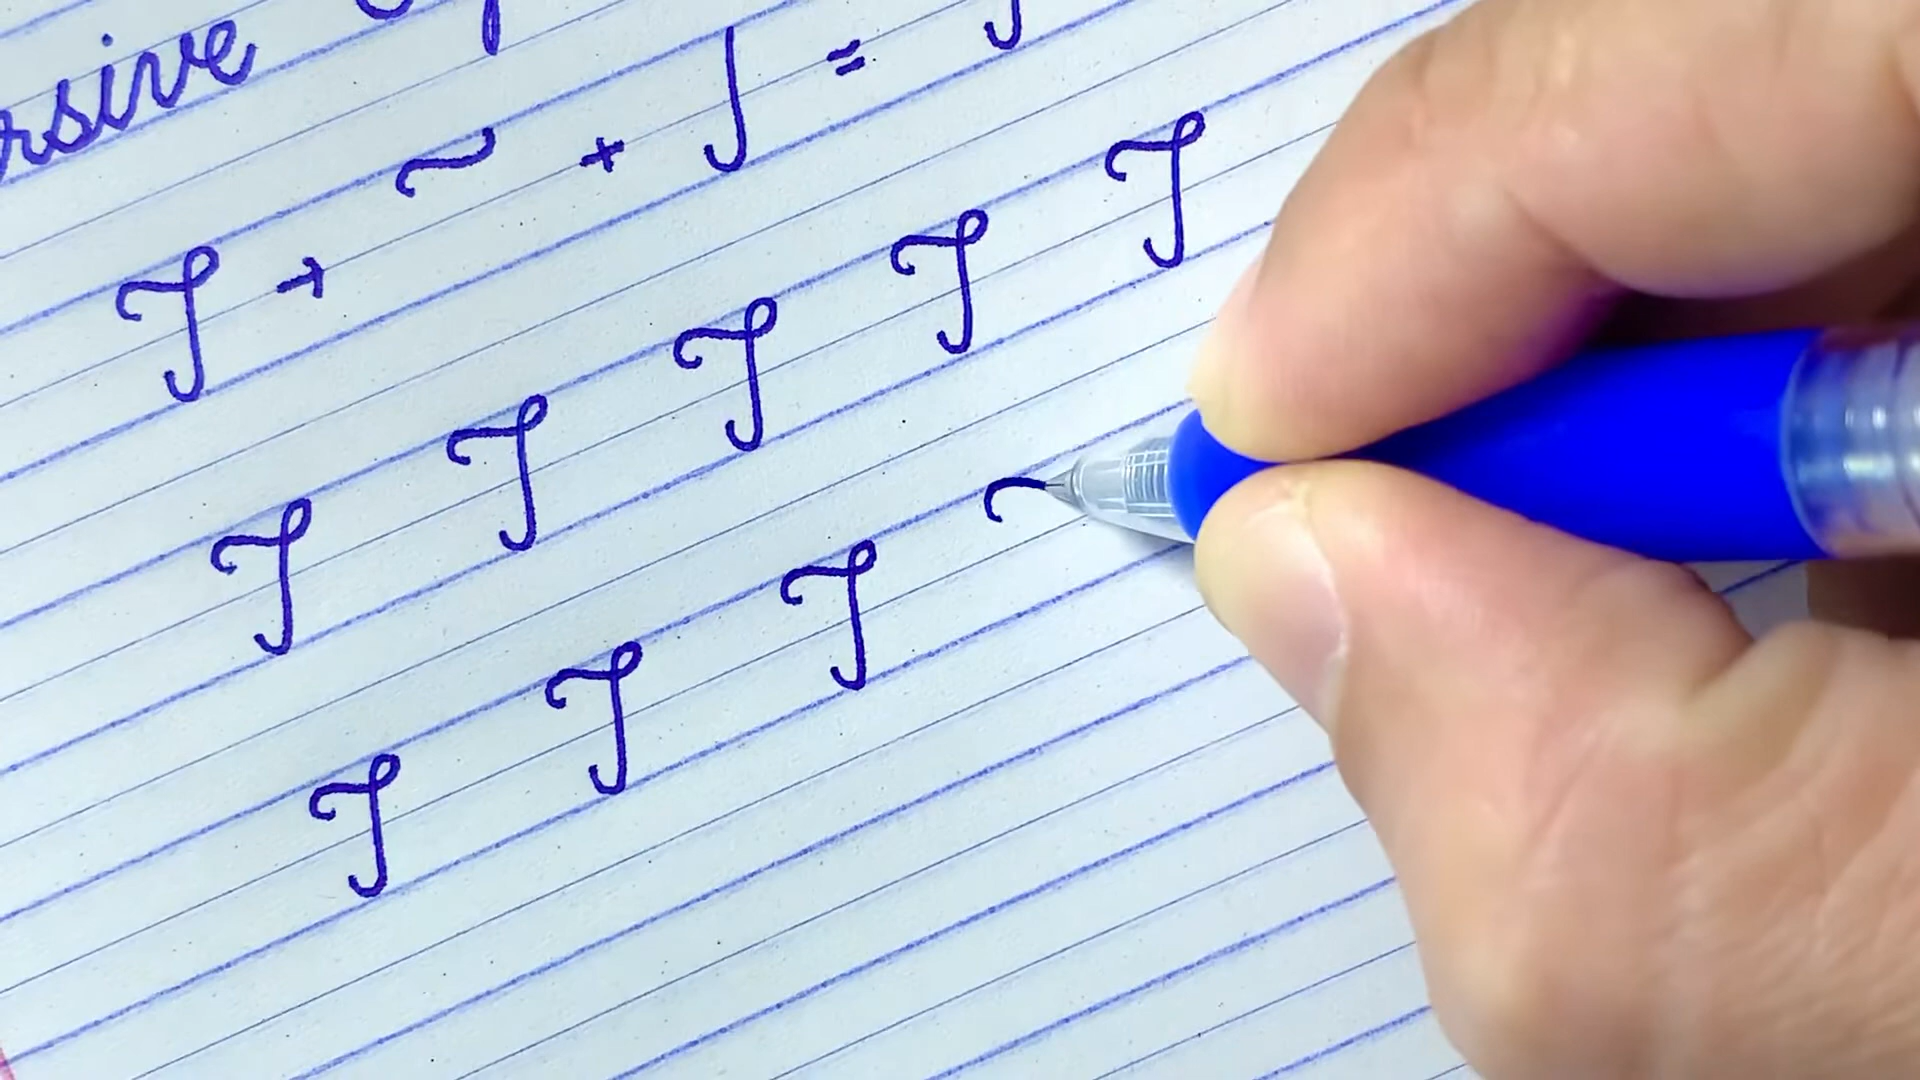 rsive
T → ~ + J =
T T T T T
T T T